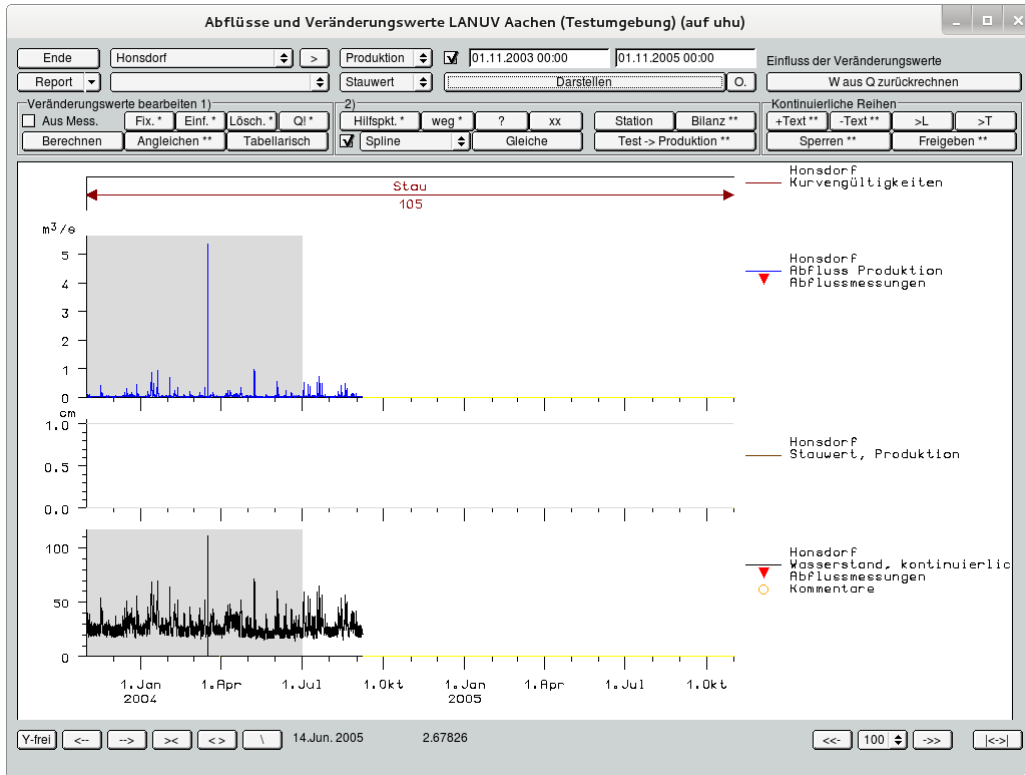 Abflüsse und Veränderungswerte LANUV Aachen (Testumgebung) (auf uhu)
Ende Honsdorf > Produktion 01.11.2003 00:00 01.11.2005 00:00 Einfluss der Veränderungswerte
Report Stauwert Darstellen O. W aus Q zurückrechnen
Veränderungswerte bearbeiten 1) 2) Kontinuierliche Reihen
Aus Mess. Fix. * Einf. * Lösch. * Q! * Hilfspkt. * weg * ? xx Station Bilanz ** +Text ** -Text ** >L >T
Berechnen Angleichen ** Tabellarisch Spline Gleiche Test -> Produktion ** Sperren ** Freigeben **
Stau
105
Honsdorf
Kurvengültigkeiten
m³/s
5
4
3
2
1
0
Honsdorf
Abfluss Produktion
Abflussmessungen
cm
1.0
0.5
0.0
Honsdorf
Stauwert, Produktion
100
50
0
Honsdorf
Wasserstand, kontinuierlic
Abflussmessungen
Kommentare
1.Jan 1.Apr 1.Jul 1.Okt 1.Jan 1.Apr 1.Jul 1.Okt
2004 2005
Y-frei <-- --> >< < > \ 14.Jun. 2005 2.67826 <<- 100 ->> |<->|